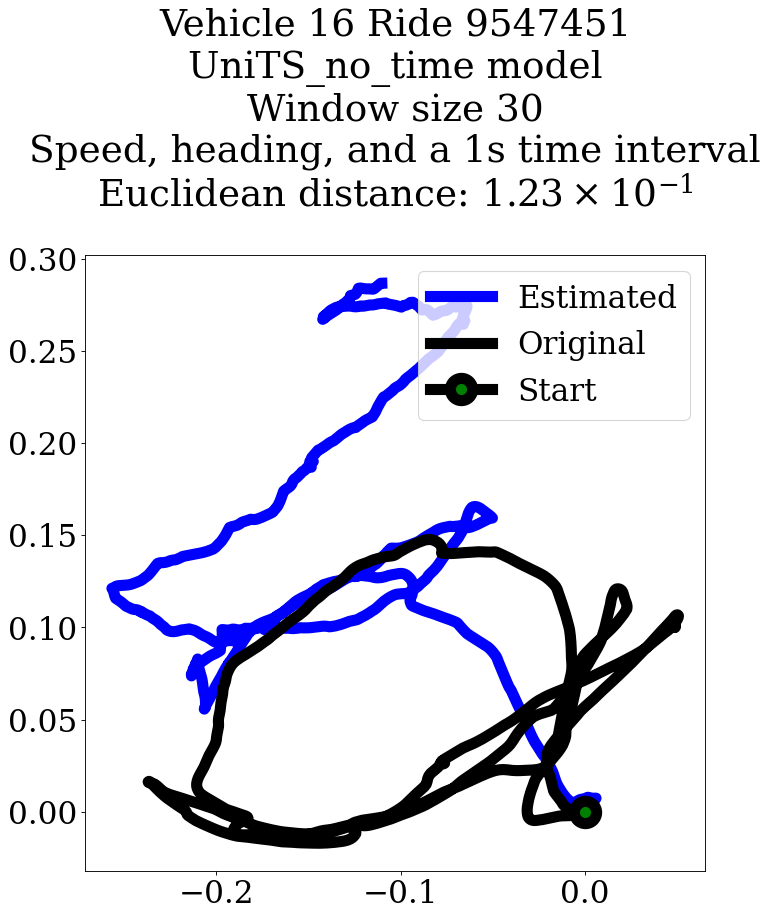 Vehicle 16 Ride 9547451
UniTS_no_time model
Window size 30
Speed, heading, and a 1s time interval
Euclidean distance: 1.23 × 10⁻¹
0.30
Estimated
Original
Start
0.25
0.20
0.15
0.10
0.05
0.00
−0.2
−0.1
0.0